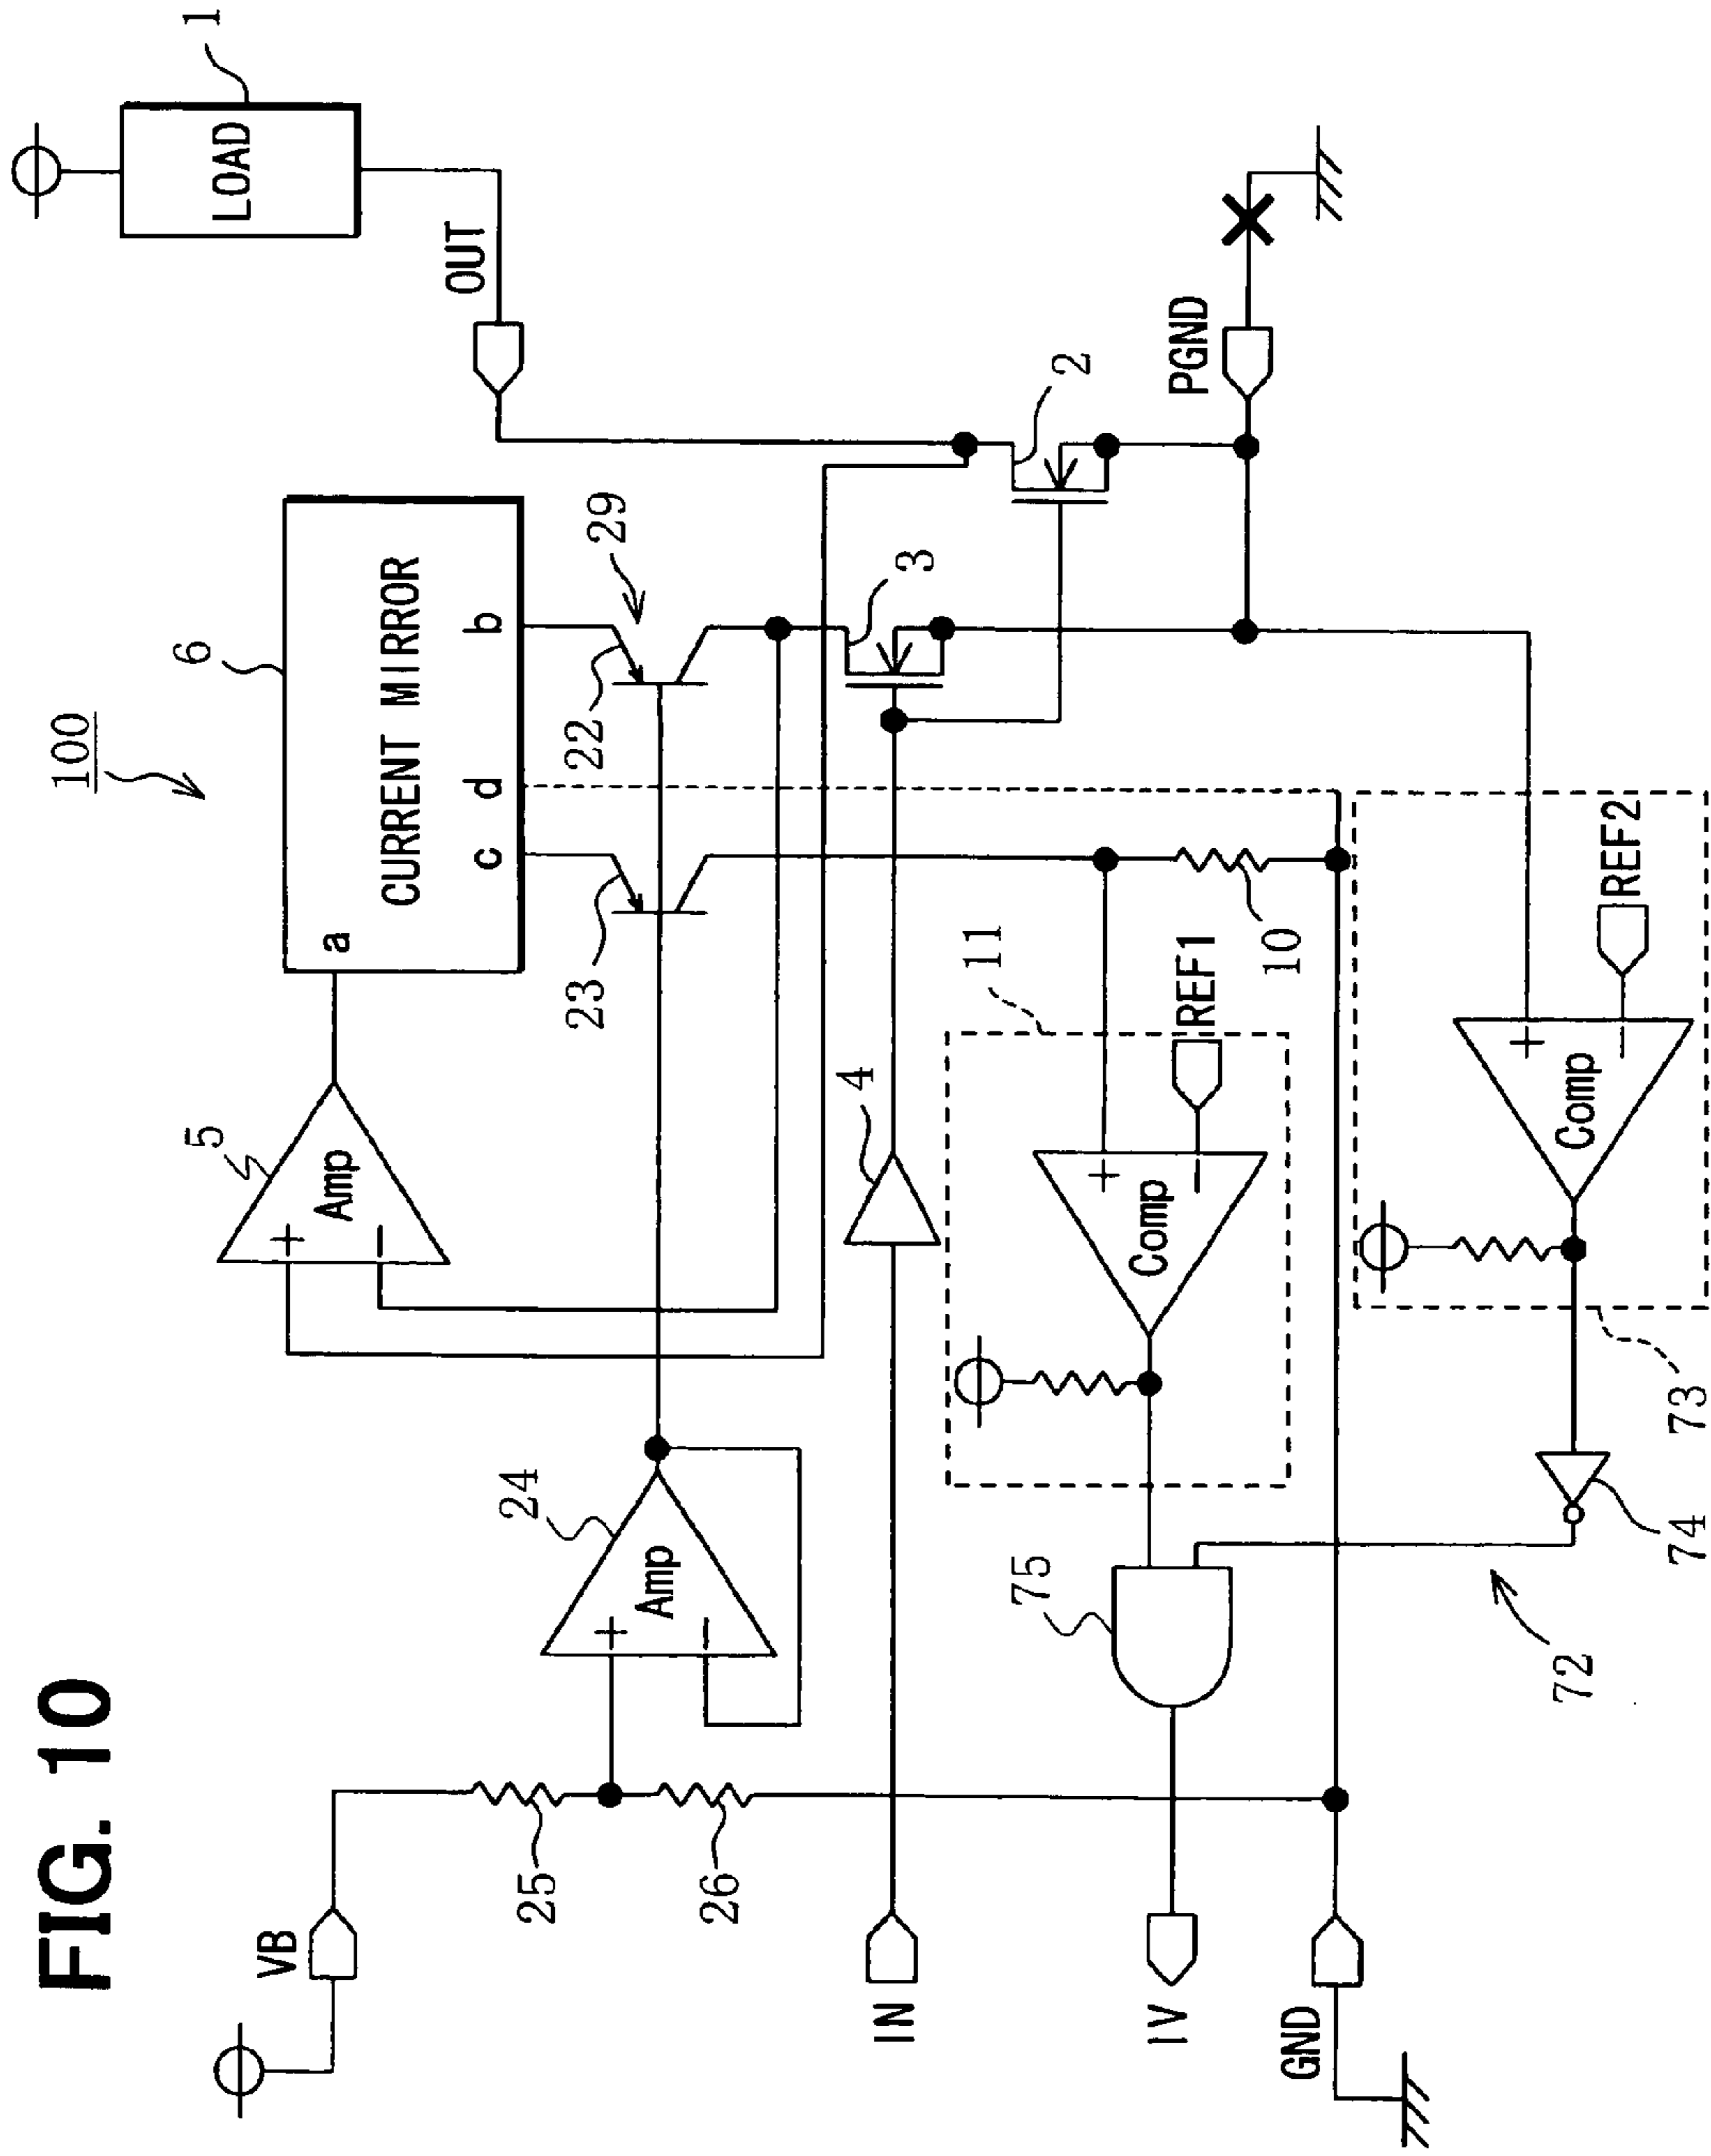 FIG. 10
100
VB
25
26
24
Amp
+
−
5
Amp
+
−
6
CURRENT MIRROR
a
c
d
b
23
22
29
LOAD
1
OUT
IN
4
3
2
PGND
IV
75
11
Comp
+
−
REF1
10
GND
72
74
73
Comp
+
−
REF2